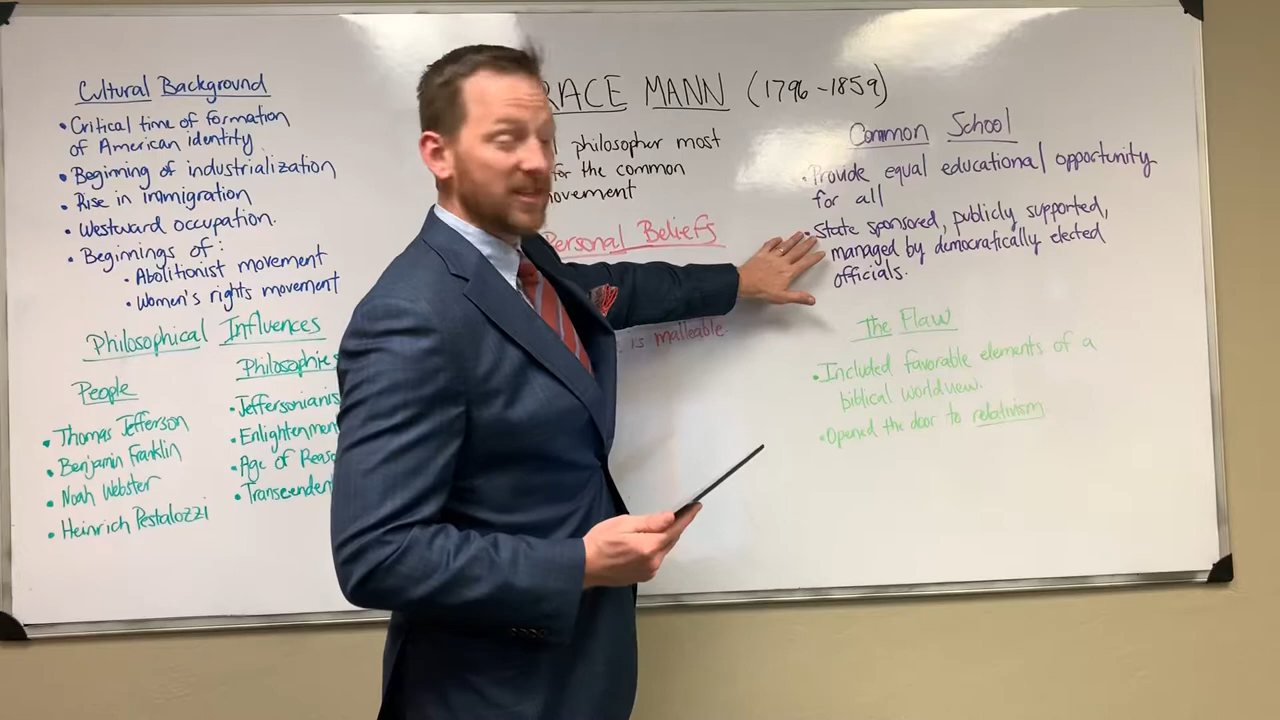 Cultural Background
• Critical time of formation
of American identity
• Beginning of industrialization
• Rise in immigration
• Westward occupation.
• Beginnings of:
• Abolitionist movement
• Women's rights movement
Philosophical Influences
People
• Thomas Jefferson
• Benjamin Franklin
• Noah Webster
• Heinrich Pestalozzi
Philosophie
• Jeffersonianis
• Enlightenmen
• Age of Reaso
• Transcendent
RACE MANN (1796-1859)
philosopher most
for the common
ovement
Personal Beliefs
is malleable.
Common School
• Provide equal educational opportunity
for all
• State sponsored, publicly supported,
managed by democratically elected
officials.
The Flaw
• Included favorable elements of a
biblical worldview.
• Opened the door to relativism